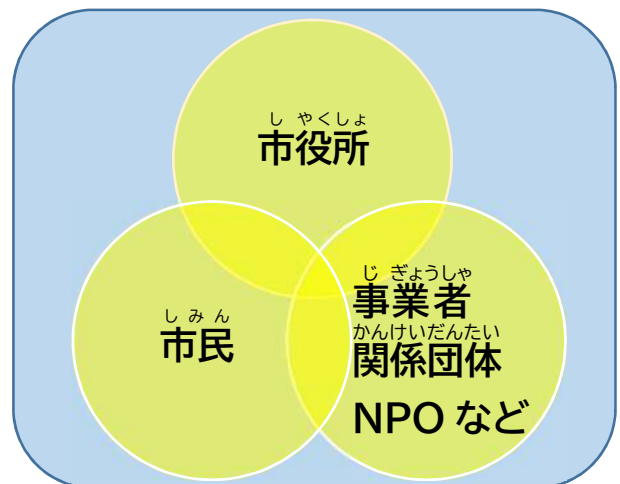 し やくしょ
市役所
しみん
市民
じ ぎょうしゃ
事業者
かんけいだんたい
関係団体
NPO など